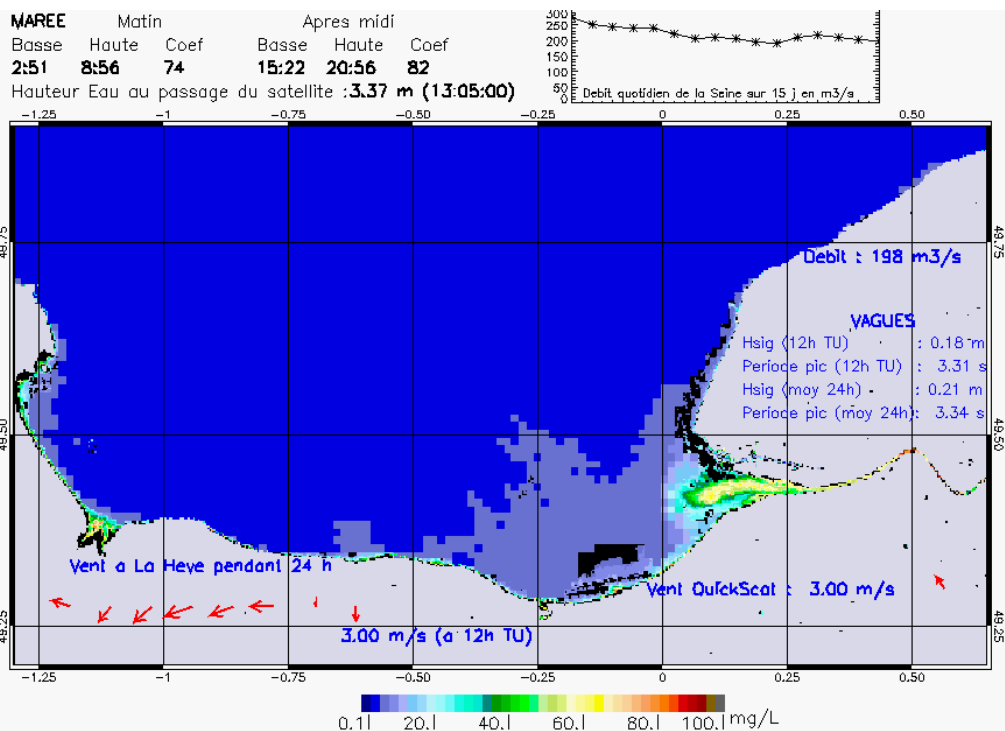 MAREE Matin Apres midi
Basse Haute Coef Basse Haute Coef
2:51 8:56 74 15:22 20:56 82
Hauteur Eau au passage du satellite : 3.37 m (13:05:00)
300
250
200
150
100
50
0
Debit quotidien de la Seine sur 15 j en m3/s
-1.25 -1 -0.75 -0.50 -0.25 0 0.25 0.50
49.75 49.75
Debit : 198 m3/s
VAGUES
Hsig (12h TU) : 0.18 m
Periode pic (12h TU) : 3.31 s
Hsig (moy 24h) - : 0.21 m
Periode pic (moy 24h): 3.34 s
49.50 49.50
Vent a La Heve pendant 24 h
Vent QuickScat : 3.00 m/s
49.25 49.25
3.00 m/s (a 12h TU)
-1.25 -1 -0.75 -0.50 -0.25 0 0.25 0.50
0.1 20.1 40.1 60.1 80.1 100.1 mg/L